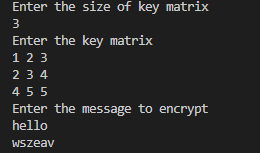 Enter the size of key matrix
3
Enter the key matrix
1 2 3
2 3 4
4 5 5
Enter the message to encrypt
hello
wszeav